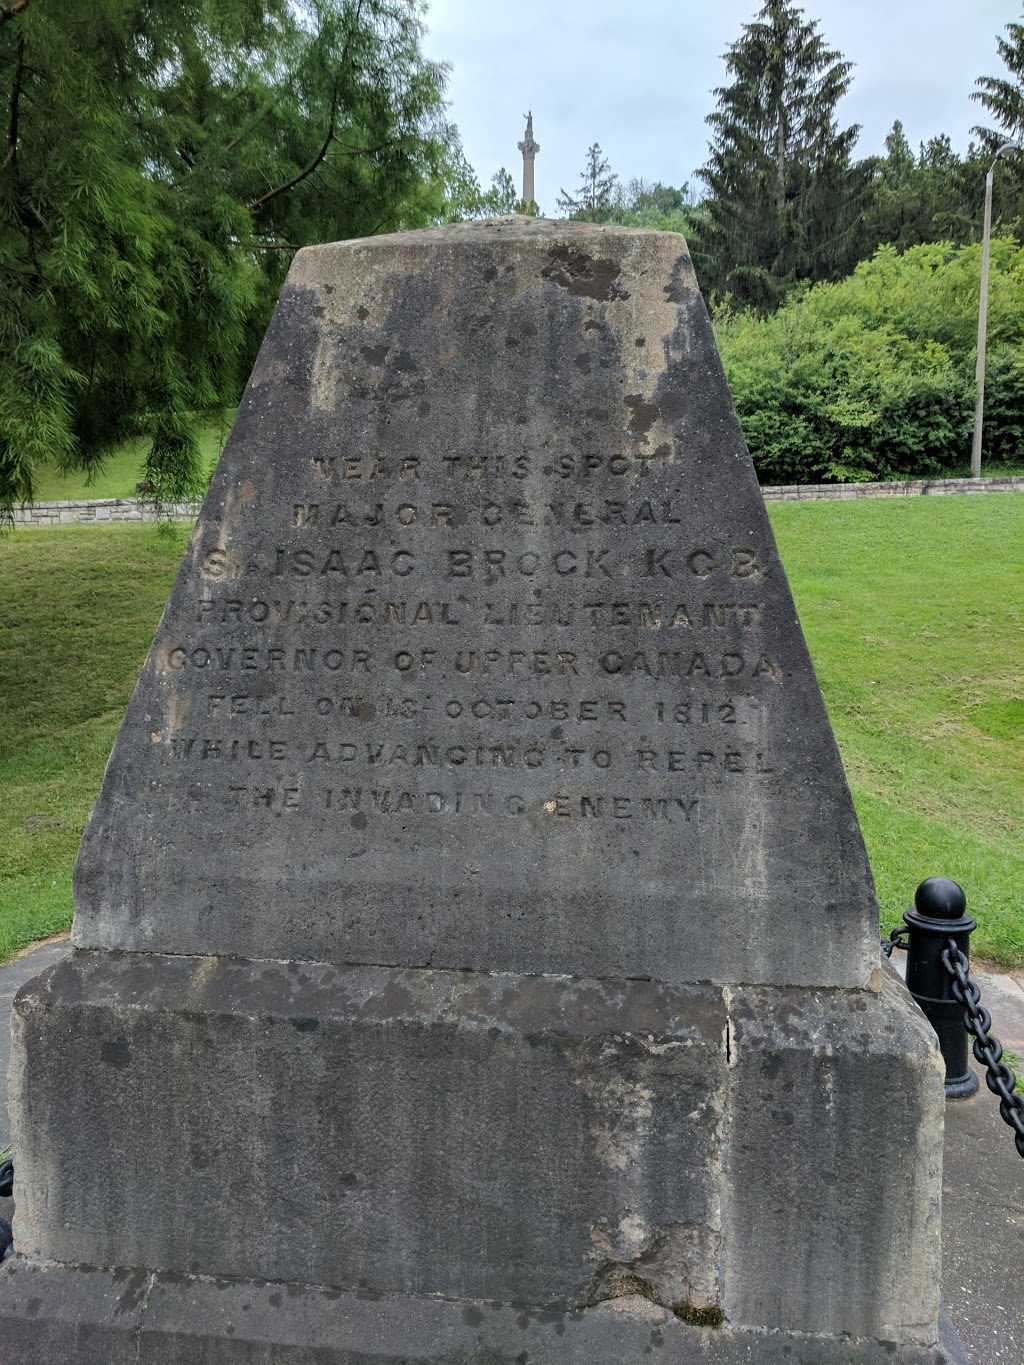 NEAR THIS SPOT
MAJOR GENERAL
S. ISAAC BROCK K C B.
PROVISIONAL LIEUTENANT
GOVERNOR OF UPPER CANADA.
FELL ON 13 OCTOBER 1812.
WHILE ADVANCING TO REPEL
THE INVADING ENEMY